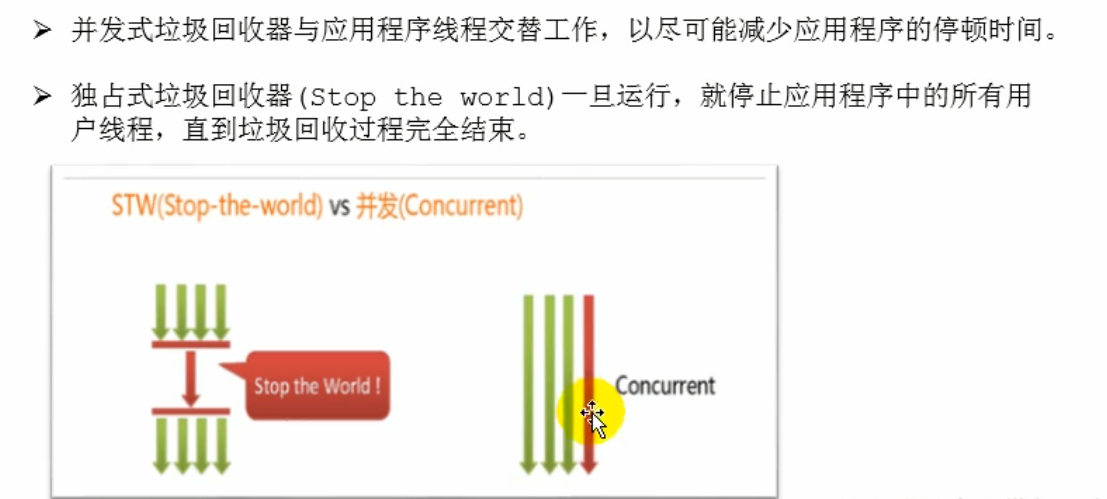 ➤ 并发式垃圾回收器与应用程序线程交替工作，以尽可能减少应用程序的停顿时间。
➤ 独占式垃圾回收器(Stop the world)一旦运行，就停止应用程序中的所有用
户线程，直到垃圾回收过程完全结束。
STW(Stop-the-world) vs 并发(Concurrent)
Stop the World !
Concurrent